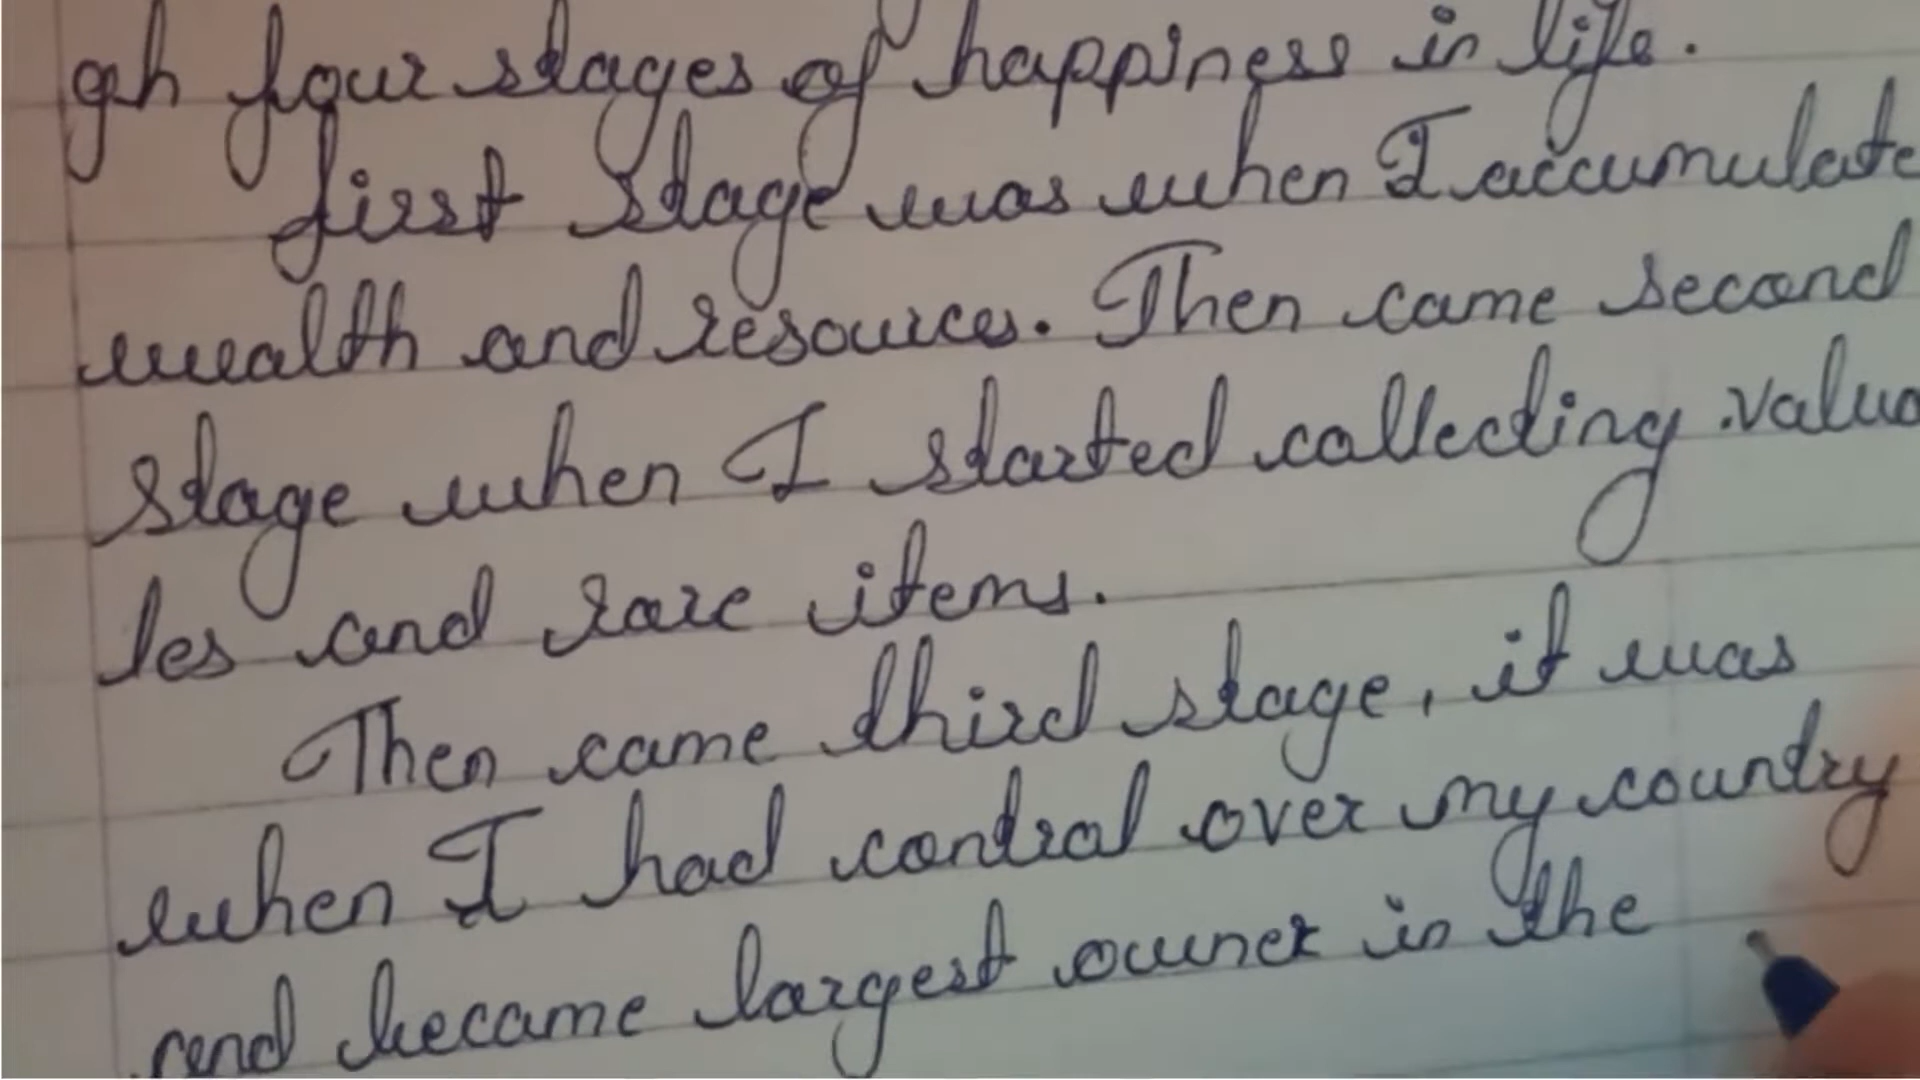 gh four stages of happiness in life.
first stage was when I accumulate
wealth and resources. Then came second
stage when I started collecting valua
les and rare items.
Then came third stage, it was
when I had control over my country
and became largest owner in the